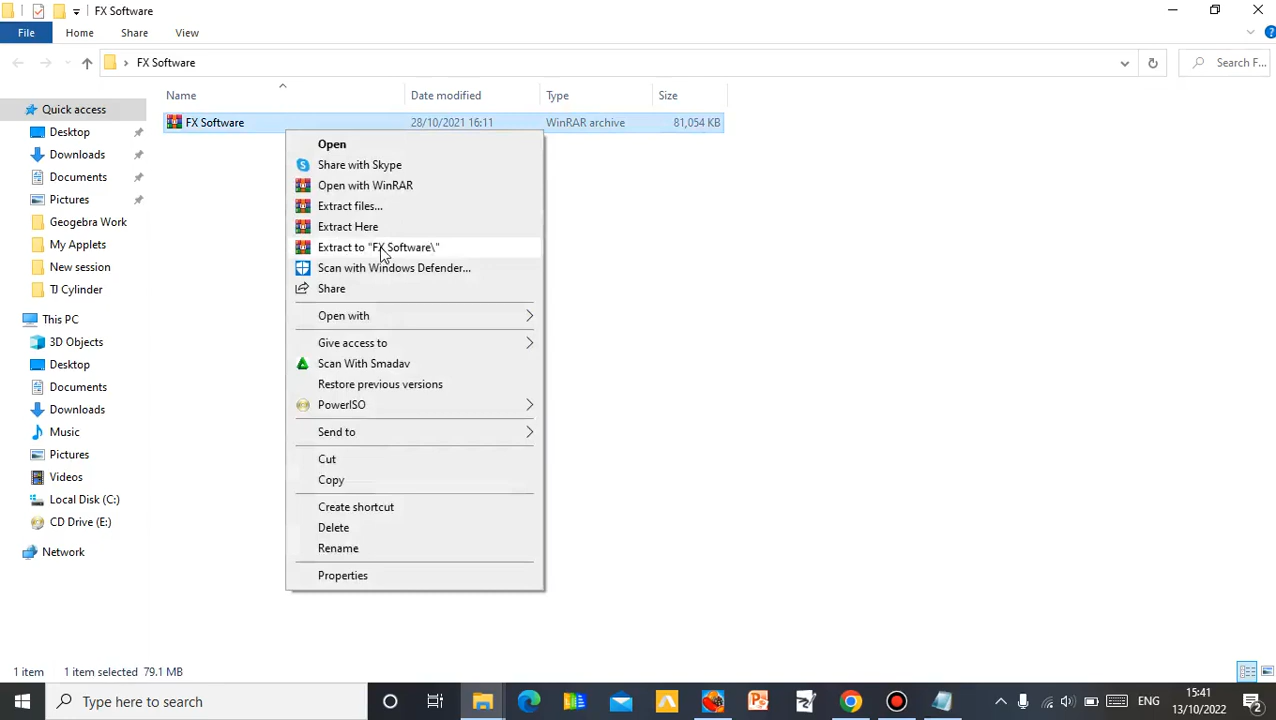 FX Software
File
Home
Share
View
FX Software
Search F...
Name
Date modified
Type
Size
FX Software
28/10/2021 16:11
WinRAR archive
81,054 KB
Quick access
Desktop
Downloads
Documents
Pictures
Geogebra Work
My Applets
New session
TJ Cylinder
This PC
3D Objects
Desktop
Documents
Downloads
Music
Pictures
Videos
Local Disk (C:)
CD Drive (E:)
Network
Open
Share with Skype
Open with WinRAR
Extract files...
Extract Here
Extract to "FX Software\"
Scan with Windows Defender...
Share
Open with
Give access to
Scan With Smadav
Restore previous versions
PowerISO
Send to
Cut
Copy
Create shortcut
Delete
Rename
Properties
1 item
1 item selected 79.1 MB
Type here to search
ENG
15:41
13/10/2022
2